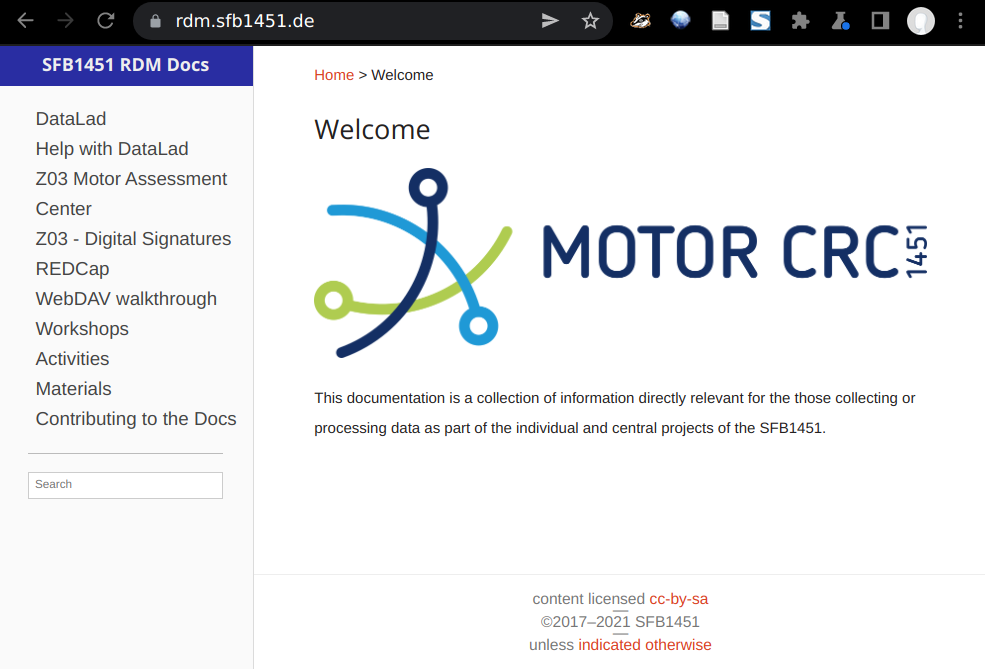 rdm.sfb1451.de
SFB1451 RDM Docs
DataLad
Help with DataLad
Z03 Motor Assessment
Center
Z03 - Digital Signatures
REDCap
WebDAV walkthrough
Workshops
Activities
Materials
Contributing to the Docs
Search
Home > Welcome
Welcome
MOTOR CRC 1451
This documentation is a collection of information directly relevant for the those collecting or
processing data as part of the individual and central projects of the SFB1451.
content licensed cc-by-sa
©2017–2021 SFB1451
unless indicated otherwise